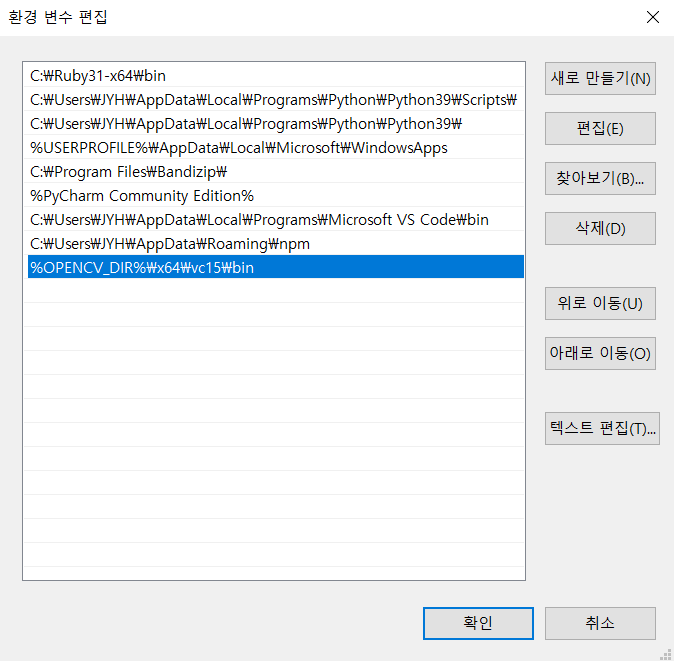 환경 변수 편집
C:₩Ruby31-x64₩bin
C:₩Users₩JYH₩AppData₩Local₩Programs₩Python₩Python39₩Scripts₩
C:₩Users₩JYH₩AppData₩Local₩Programs₩Python₩Python39₩
%USERPROFILE%₩AppData₩Local₩Microsoft₩WindowsApps
C:₩Program Files₩Bandizip₩
%PyCharm Community Edition%
C:₩Users₩JYH₩AppData₩Local₩Programs₩Microsoft VS Code₩bin
C:₩Users₩JYH₩AppData₩Roaming₩npm
%OPENCV_DIR%₩x64₩vc15₩bin
새로 만들기(N)
편집(E)
찾아보기(B)...
삭제(D)
위로 이동(U)
아래로 이동(O)
텍스트 편집(T)...
확인
취소